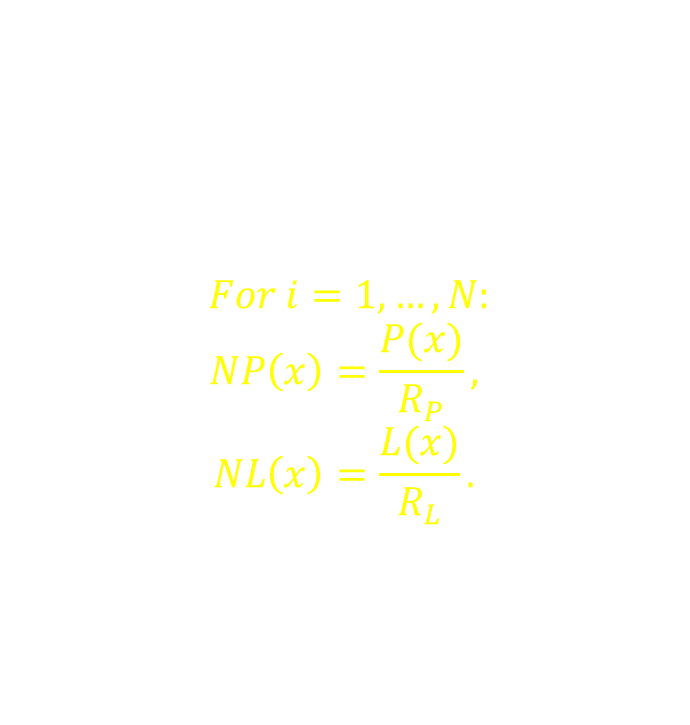 For i = 1, ... , N:
NP(x) = P(x) / R_P ,
NL(x) = L(x) / R_L .